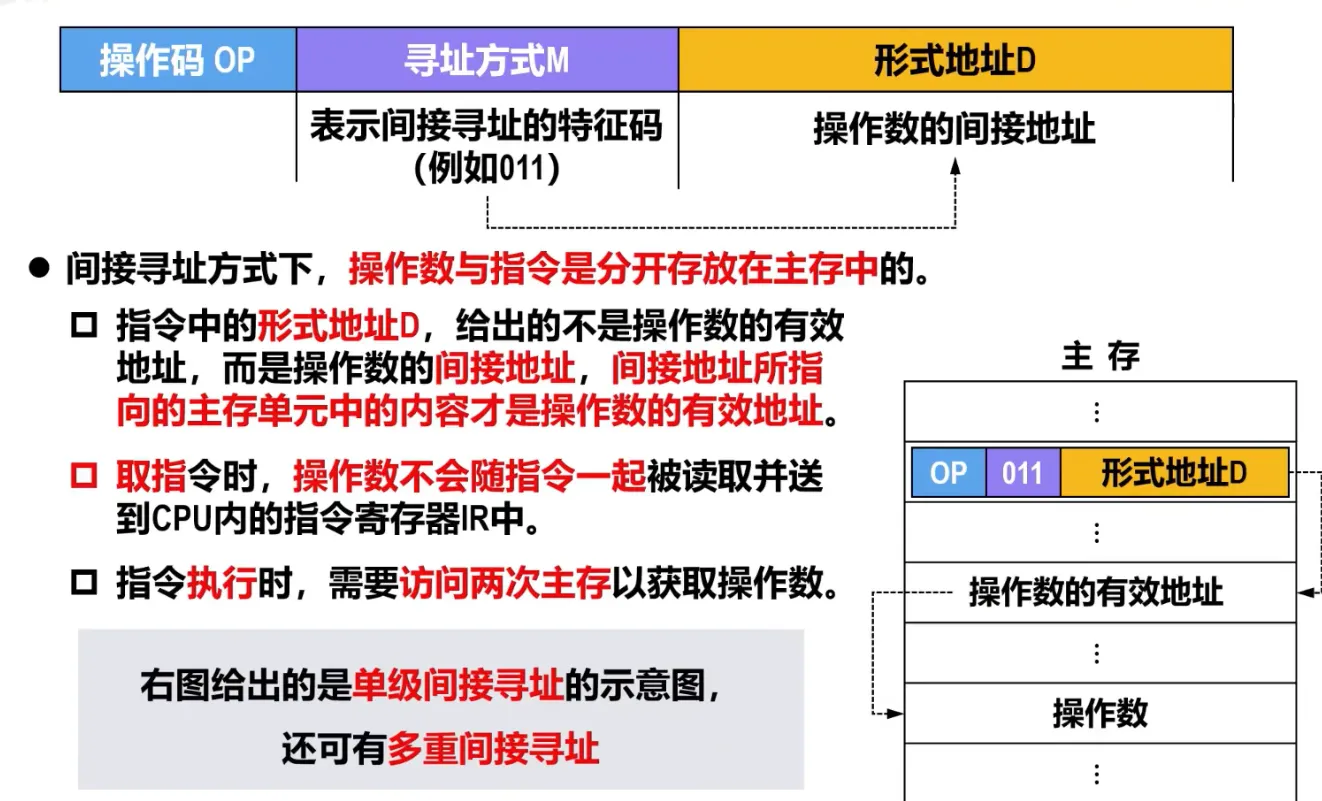 操作码 OP 寻址方式M 形式地址D
表示间接寻址的特征码
(例如011)
操作数的间接地址
● 间接寻址方式下，操作数与指令是分开存放在主存中的。
指令中的形式地址D，给出的不是操作数的有效
地址，而是操作数的间接地址，间接地址所指
向的主存单元中的内容才是操作数的有效地址。
取指令时，操作数不会随指令一起被读取并送
到CPU内的指令寄存器IR中。
指令执行时，需要访问两次主存以获取操作数。
右图给出的是单级间接寻址的示意图，
还可有多重间接寻址
主 存
⋮
OP 011 形式地址D
⋮
操作数的有效地址
⋮
操作数
⋮